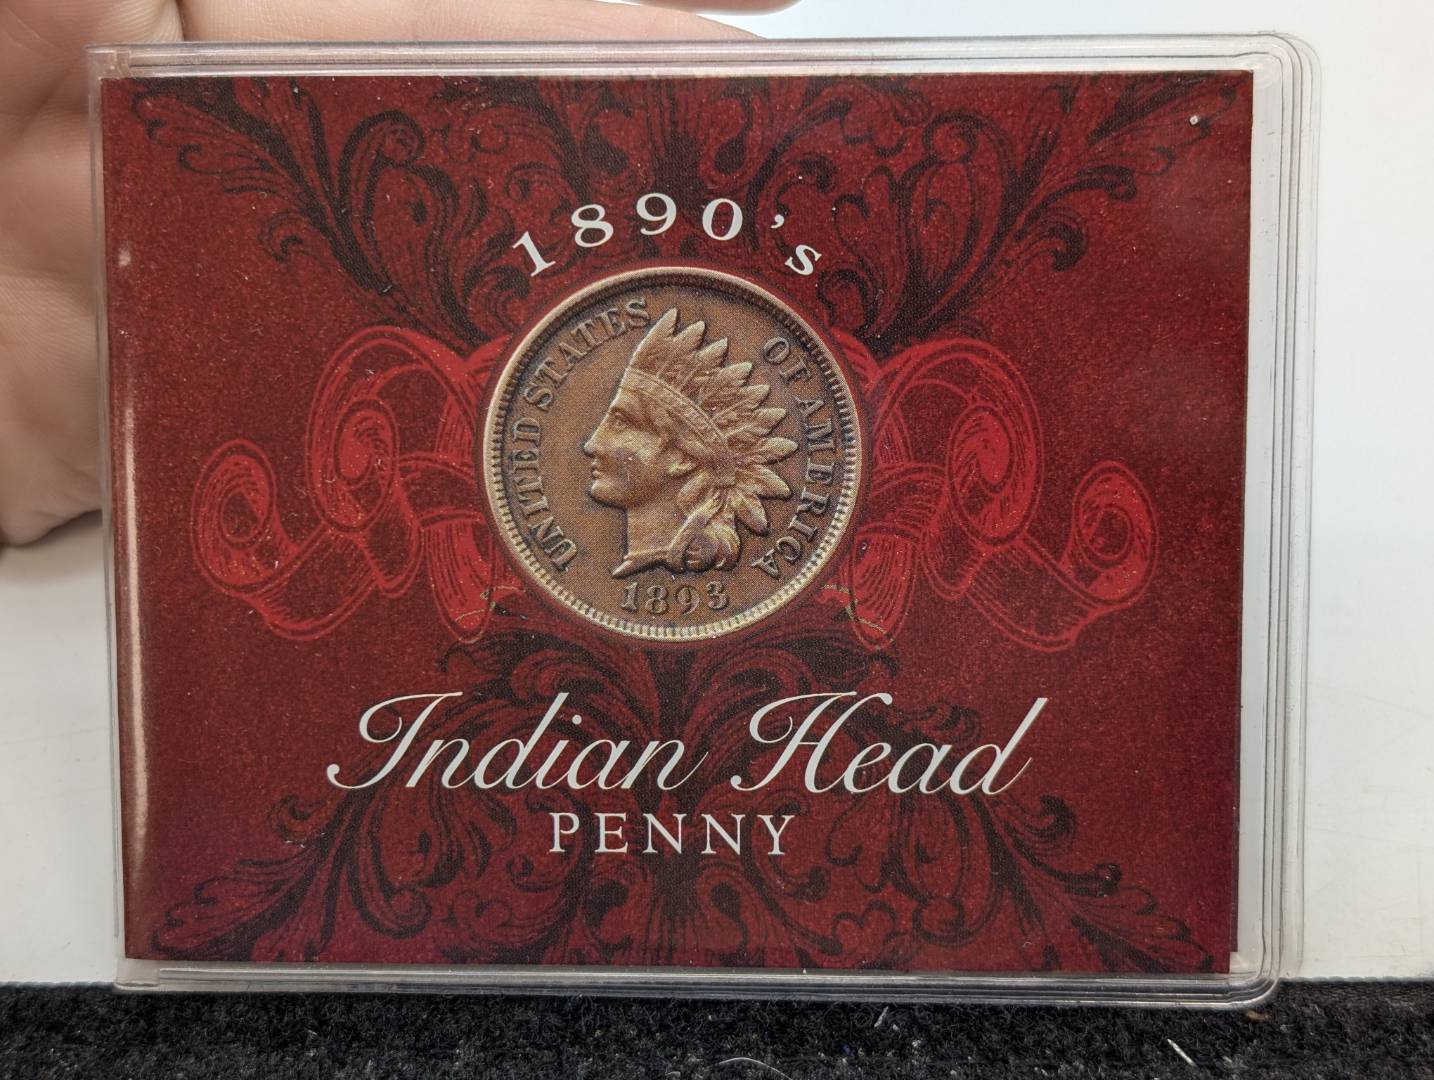 1890's
UNITED STATES OF AMERICA
1893
Indian Head
PENNY